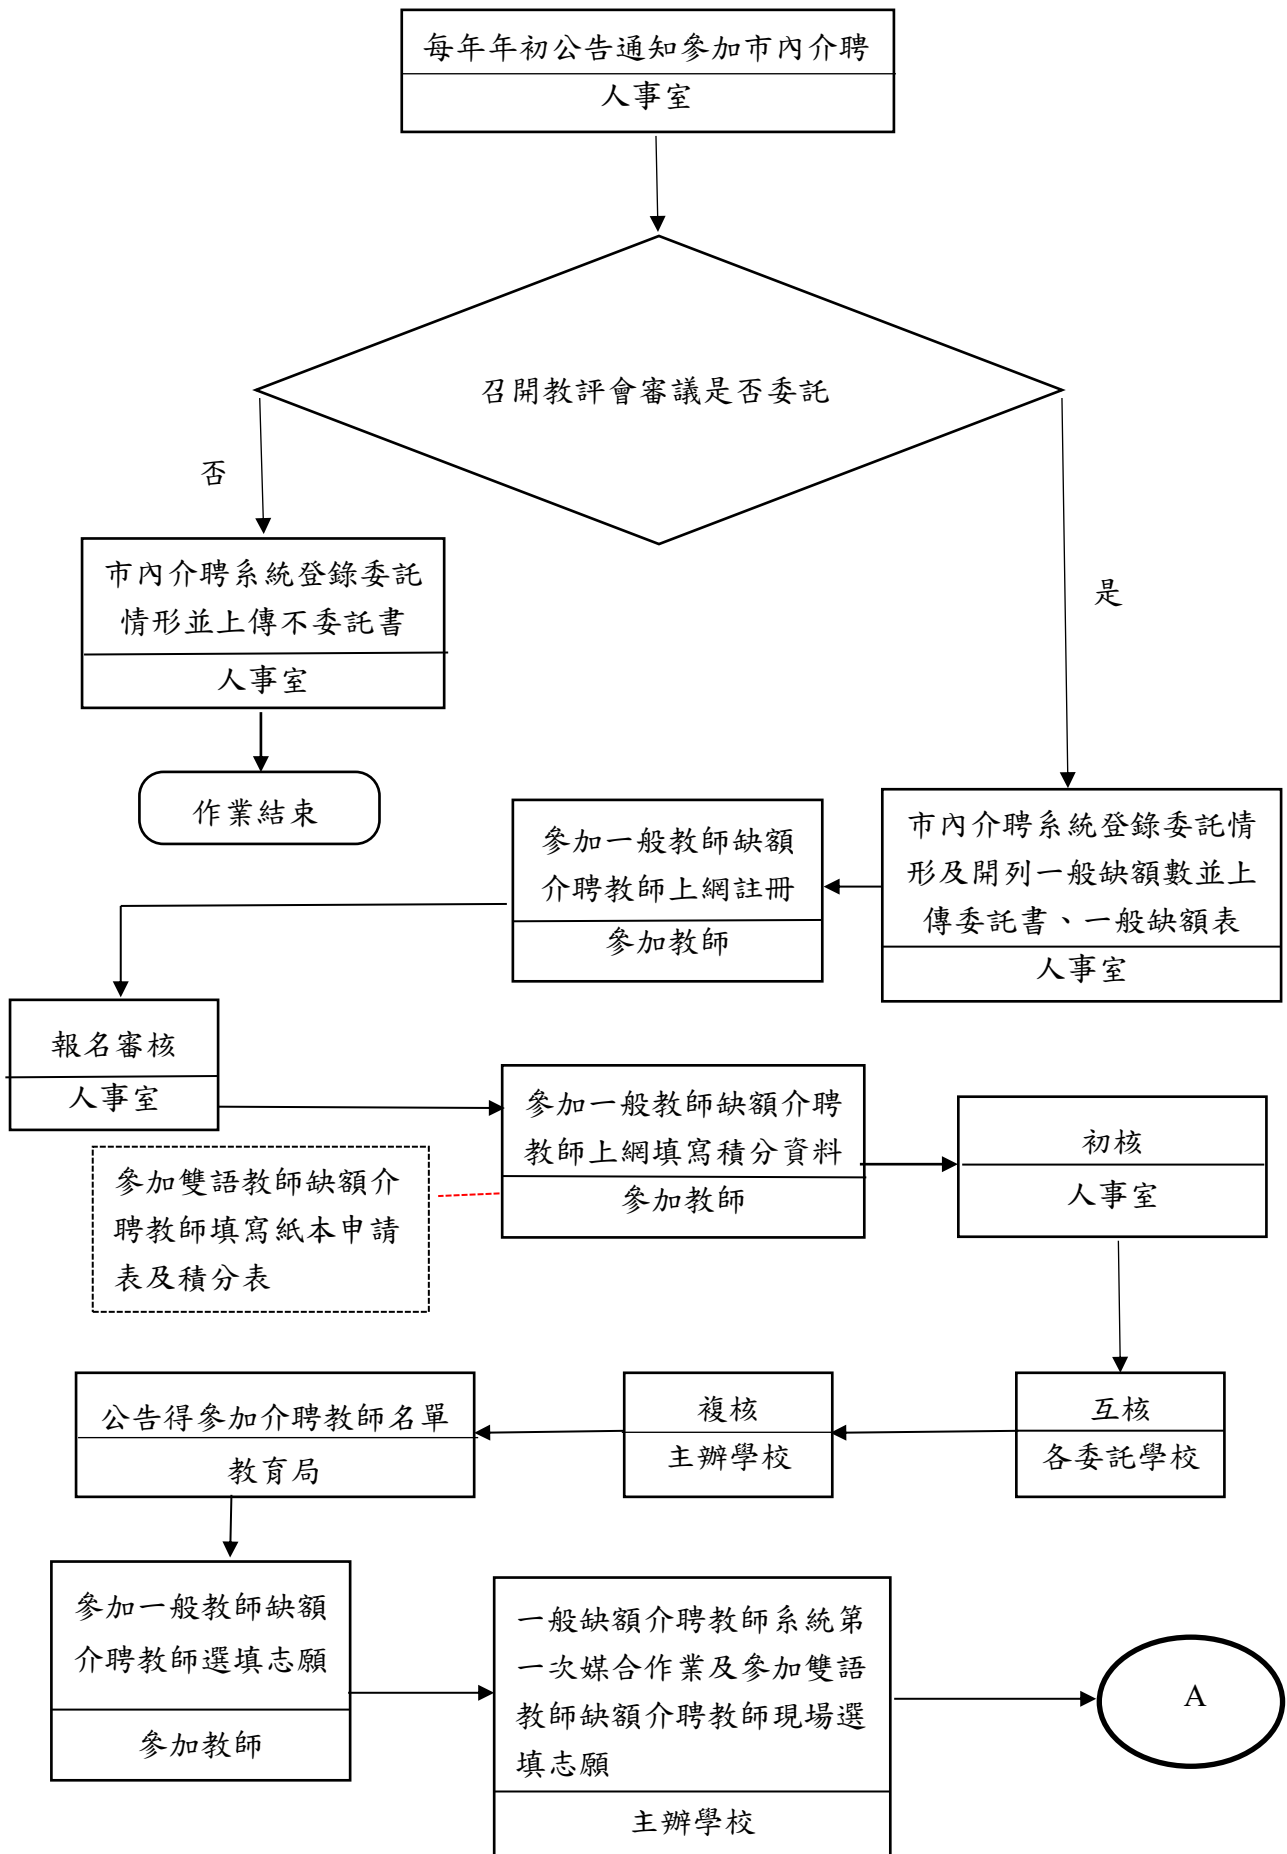 每年年初公告通知參加市內介聘
人事室
召開教評會審議是否委託
否
是
市內介聘系統登錄委託
情形並上傳不委託書
人事室
作業結束
市內介聘系統登錄委託情
形及開列一般缺額數並上
傳委託書、一般缺額表
人事室
參加一般教師缺額
介聘教師上網註冊
參加教師
報名審核
人事室
參加一般教師缺額介聘
教師上網填寫積分資料
參加教師
參加雙語教師缺額介
聘教師填寫紙本申請
表及積分表
初核
人事室
互核
各委託學校
複核
主辦學校
公告得參加介聘教師名單
教育局
參加一般教師缺額
介聘教師選填志願
參加教師
一般缺額介聘教師系統第
一次媒合作業及參加雙語
教師缺額介聘教師現場選
填志願
主辦學校
A